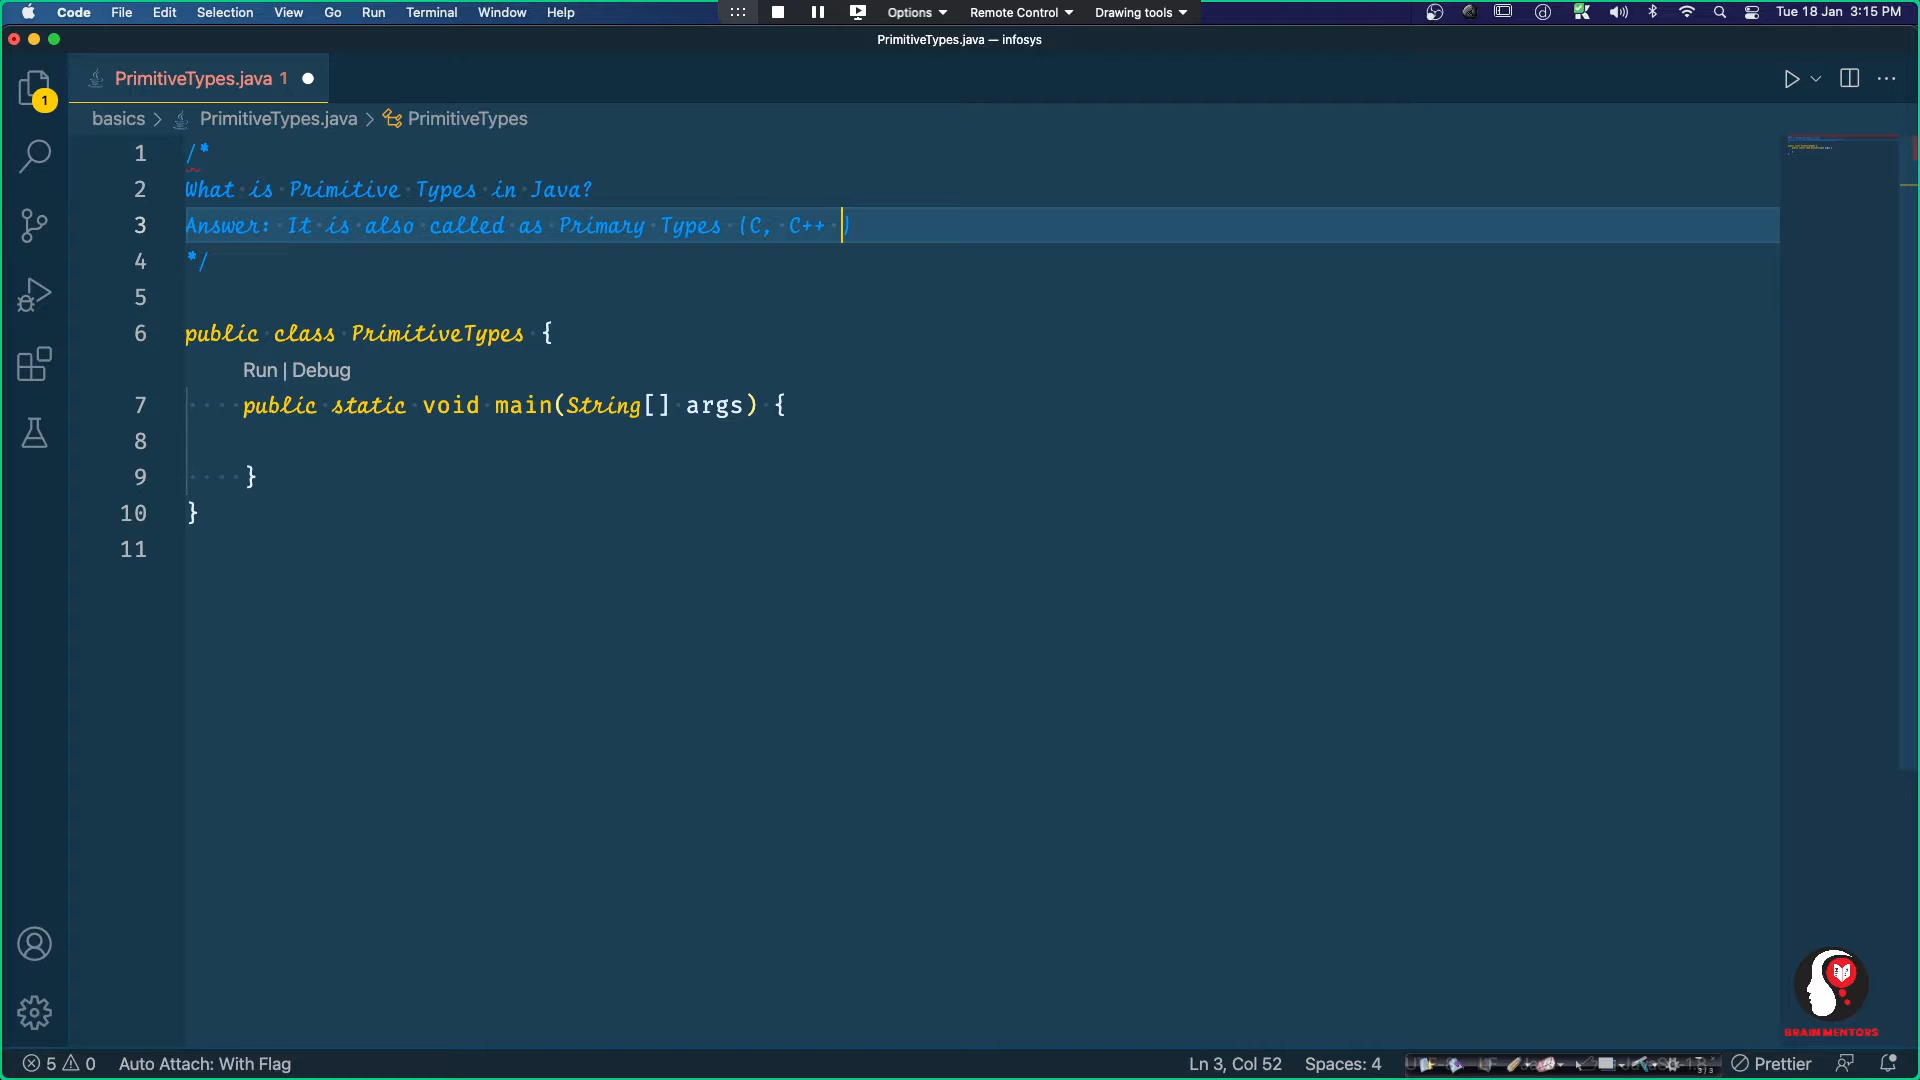 Code File Edit Selection View Go Run Terminal Window Help Options Remote Control Drawing tools Tue 18 Jan 3:15 PM
PrimitiveTypes.java — infosys
PrimitiveTypes.java 1
1
basics > PrimitiveTypes.java > PrimitiveTypes
1 /*
2 What is Primitive Types in Java?
3 Answer: It is also called as Primary Types (C, C++ )
4 */
5
6 public class PrimitiveTypes {
Run | Debug
7 public static void main(String[] args) {
8
9 }
10 }
11
BRAIN MENTORS
5 0 Auto Attach: With Flag Ln 3, Col 52 Spaces: 4 Prettier